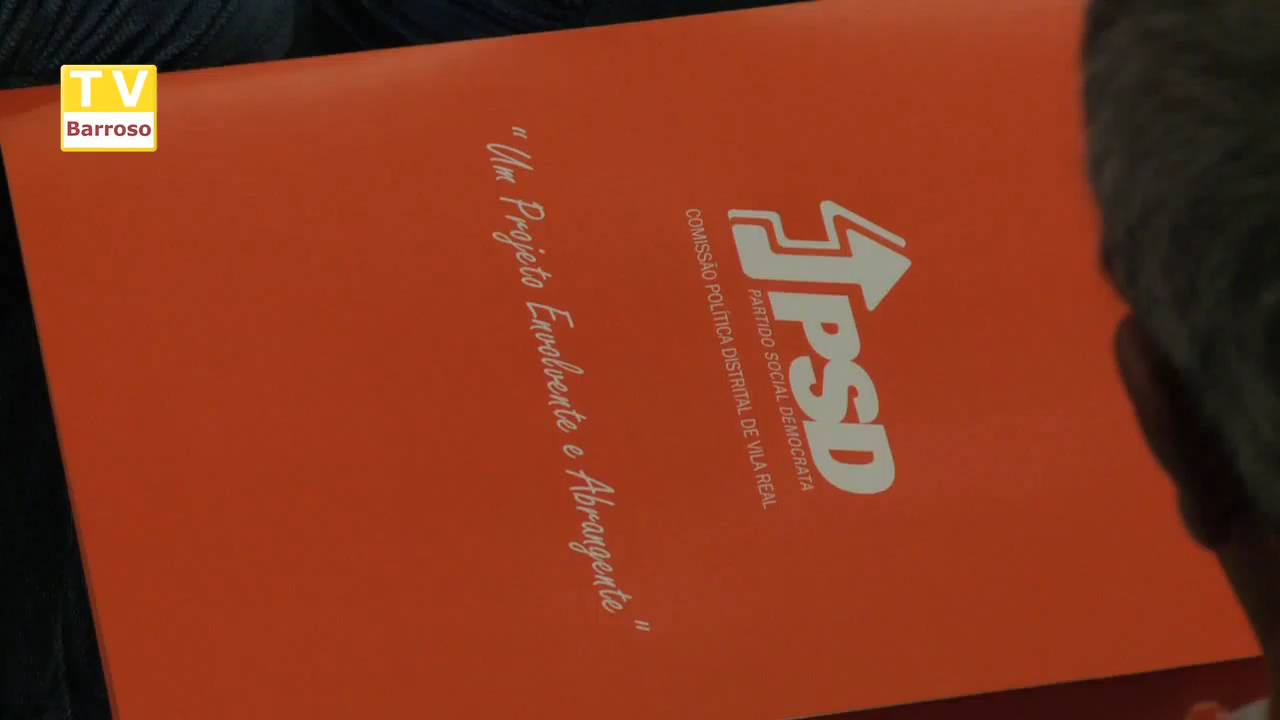 TV
Barroso
PSD
PARTIDO SOCIAL DEMOCRATA
COMISSÃO POLÍTICA DISTRITAL DE VILA REAL
"Um Projeto Envolvente e Abrangente"